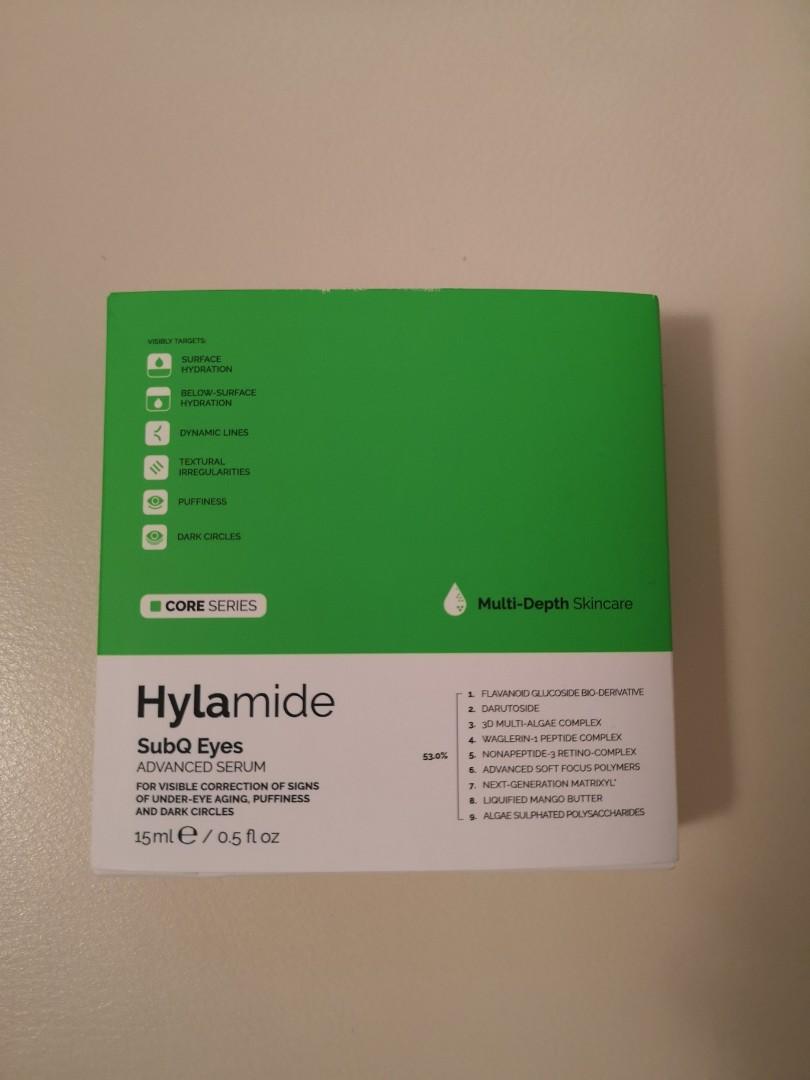 VISIBLY TARGETS:
SURFACE
HYDRATION
BELOW-SURFACE
HYDRATION
DYNAMIC LINES
TEXTURAL
IRREGULARITIES
PUFFINESS
DARK CIRCLES
CORE SERIES
Multi-Depth Skincare
Hylamide
SubQ Eyes
ADVANCED SERUM
FOR VISIBLE CORRECTION OF SIGNS
OF UNDER-EYE AGING, PUFFINESS
AND DARK CIRCLES
15ml ℮ / 0.5 fl oz
53.0%
1. FLAVANOID GLUCOSIDE BIO-DERIVATIVE
2. DARUTOSIDE
3. 3D MULTI-ALGAE COMPLEX
4. WAGLERIN-1 PEPTIDE COMPLEX
5. NONAPEPTIDE-3 RETINO-COMPLEX
6. ADVANCED SOFT FOCUS POLYMERS
7. NEXT-GENERATION MATRIXYL*
8. LIQUIFIED MANGO BUTTER
9. ALGAE SULPHATED POLYSACCHARIDES